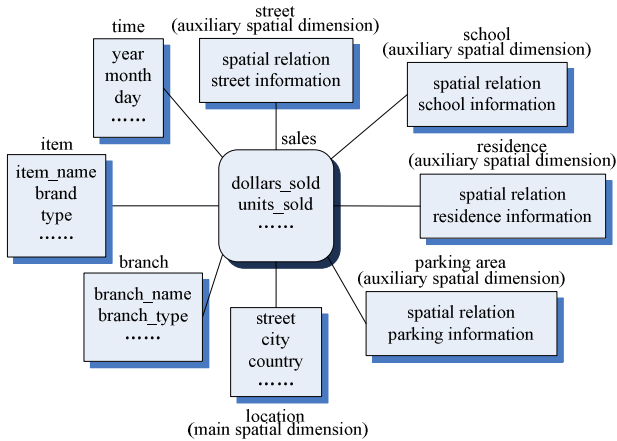 time
year
month
day
……
street
(auxiliary spatial dimension)
spatial relation
street information
school
(auxiliary spatial dimension)
spatial relation
school information
item
item_name
brand
type
……
sales
dollars_sold
units_sold
……
residence
(auxiliary spatial dimension)
spatial relation
residence information
branch
branch_name
branch_type
……
street
city
country
……
location
(main spatial dimension)
parking area
(auxiliary spatial dimension)
spatial relation
parking information